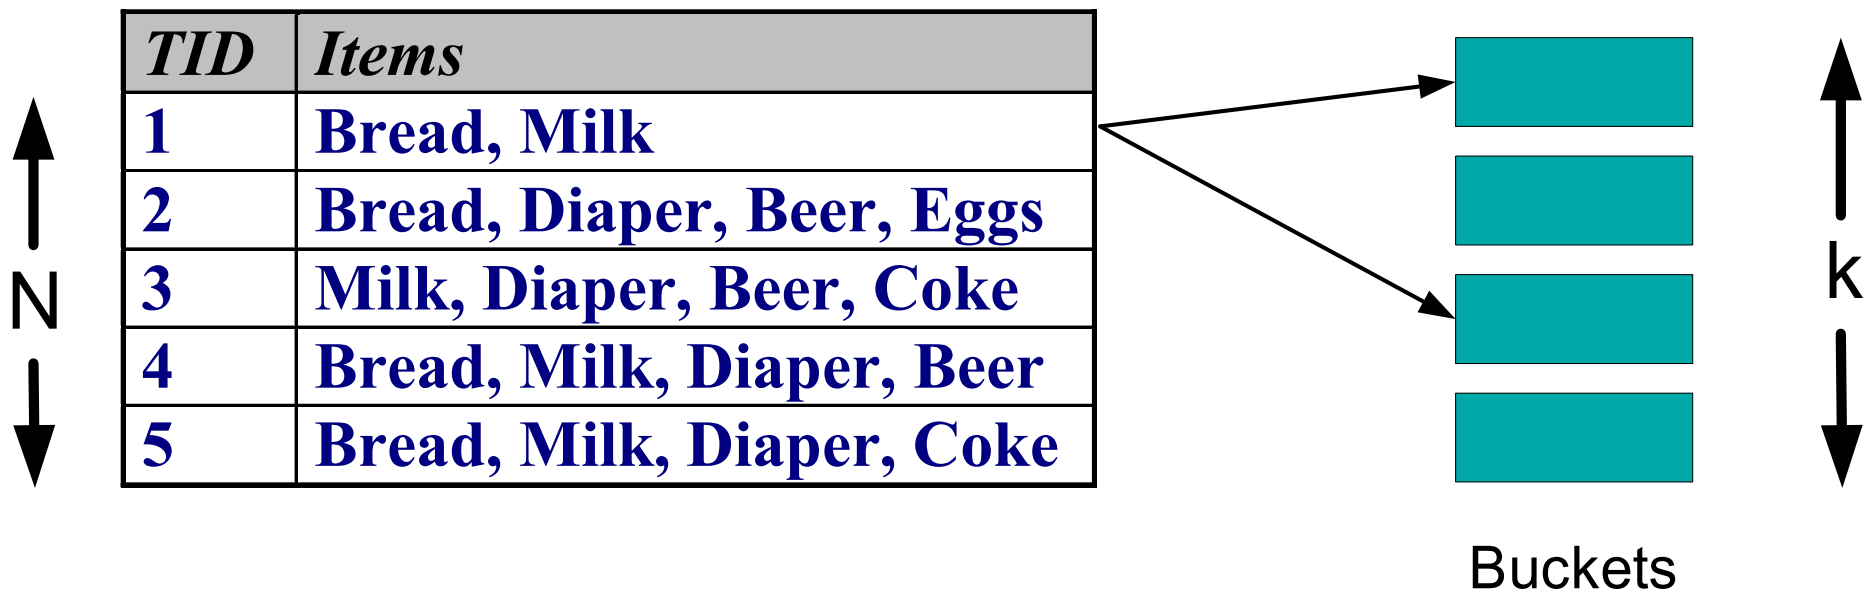 TID Items
1 Bread, Milk
2 Bread, Diaper, Beer, Eggs
3 Milk, Diaper, Beer, Coke
4 Bread, Milk, Diaper, Beer
5 Bread, Milk, Diaper, Coke
N
k
Buckets